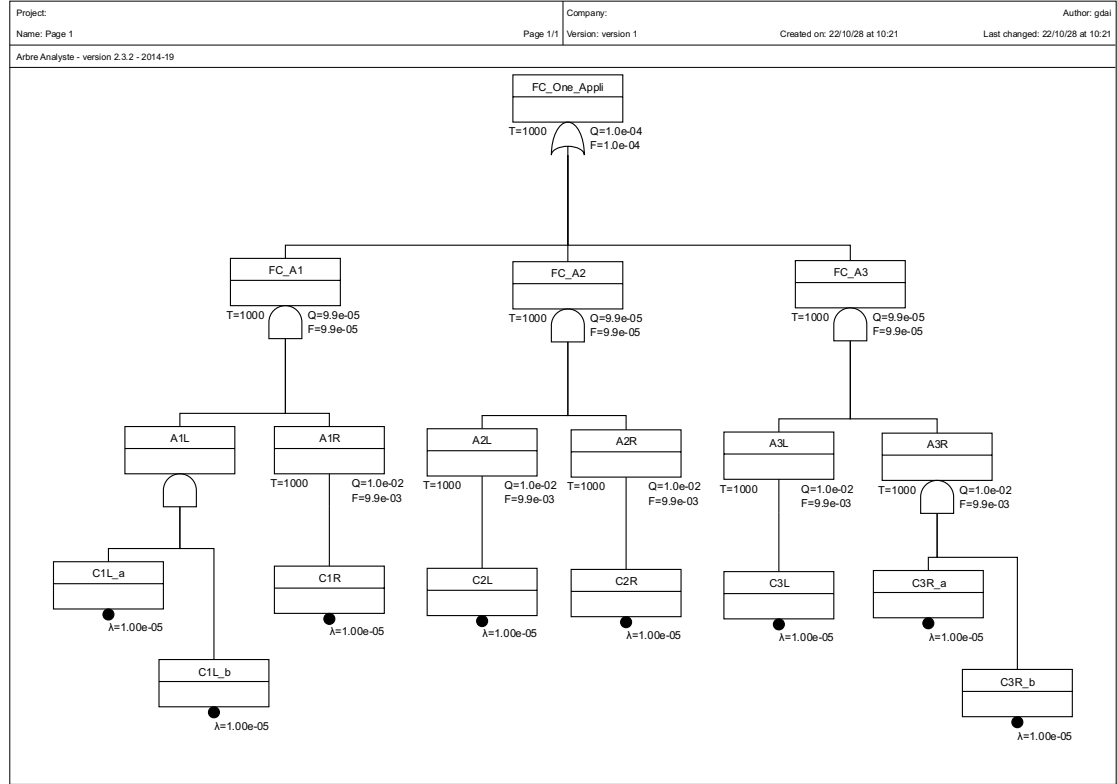 Project:
Company:
Author: gdai
Name: Page 1
Page 1/1
Version: version 1
Created on: 22/10/28 at 10:21
Last changed: 22/10/28 at 10:21
Arbre Analyste - version 2.3.2 - 2014-19
FC_One_Appli
T=1000
Q=1.0e-04
F=1.0e-04
FC_A1
T=1000
Q=9.9e-05
F=9.9e-05
FC_A2
T=1000
Q=9.9e-05
F=9.9e-05
FC_A3
T=1000
Q=9.9e-05
F=9.9e-05
A1L
A1R
T=1000
Q=1.0e-02
F=9.9e-03
A2L
T=1000
Q=1.0e-02
F=9.9e-03
A2R
T=1000
Q=1.0e-02
F=9.9e-03
A3L
T=1000
Q=1.0e-02
F=9.9e-03
A3R
T=1000
Q=1.0e-02
F=9.9e-03
C1L_a
λ=1.00e-05
C1R
λ=1.00e-05
C2L
λ=1.00e-05
C2R
λ=1.00e-05
C3L
λ=1.00e-05
C3R_a
λ=1.00e-05
C1L_b
λ=1.00e-05
C3R_b
λ=1.00e-05